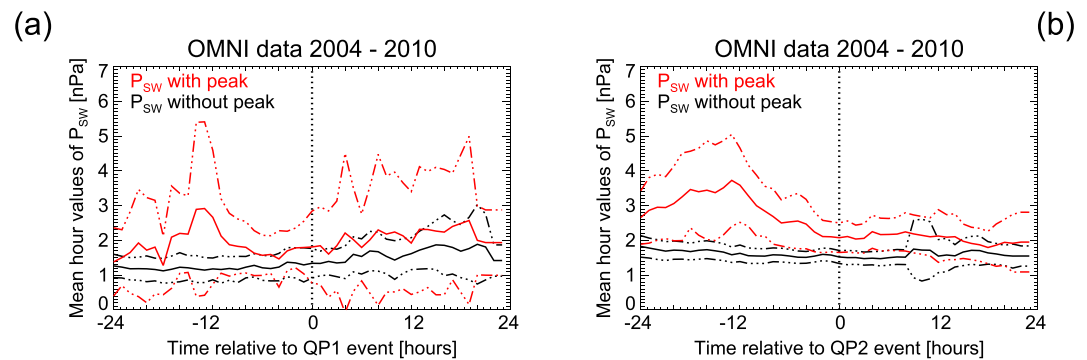 (a)
OMNI data 2004 - 2010
P_SW with peak
P_SW without peak
Mean hour values of P_SW [nPa]
7
6
5
4
3
2
1
0
-24
-12
0
12
24
Time relative to QP1 event [hours]
(b)
OMNI data 2004 - 2010
P_SW with peak
P_SW without peak
Mean hour values of P_SW [nPa]
7
6
5
4
3
2
1
0
-24
-12
0
12
24
Time relative to QP2 event [hours]